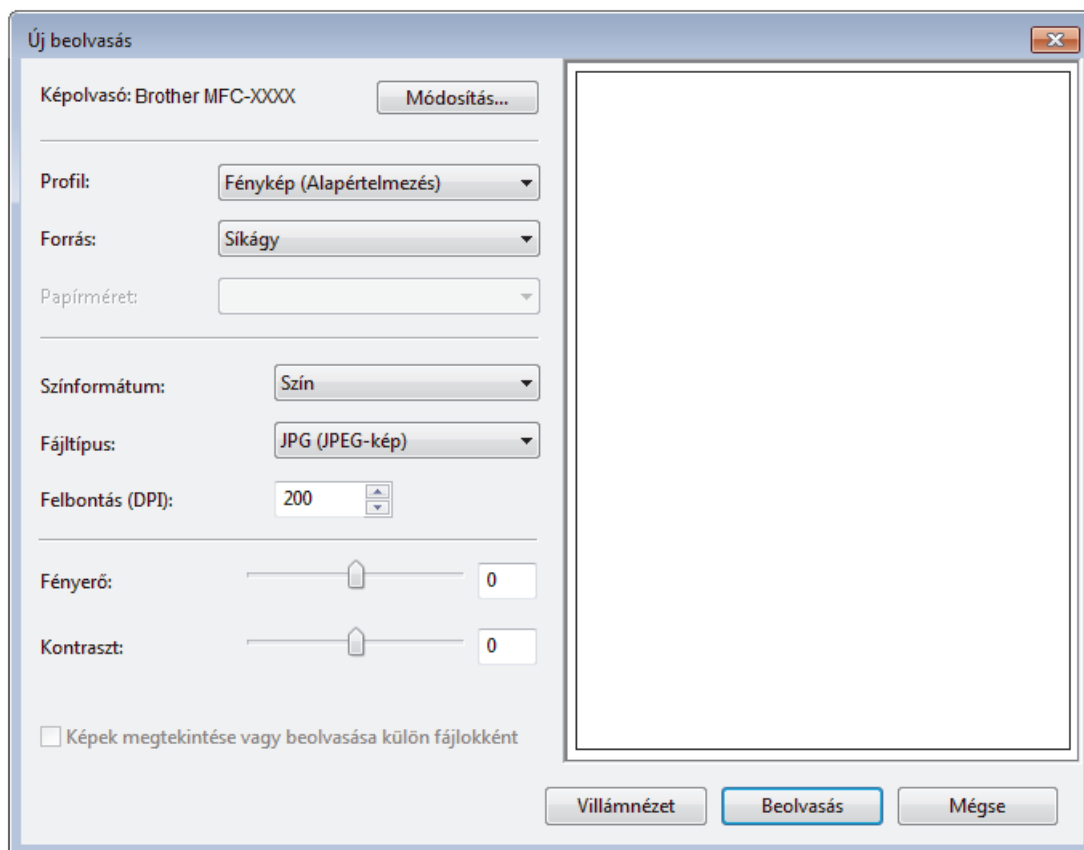 Új beolvasás
Képolvasó: Brother MFC-XXXX
Módosítás...
Profil:
Fénykép (Alapértelmezés)
Forrás:
Síkágy
Papírméret:
Színformátum:
Szín
Fájltípus:
JPG (JPEG-kép)
Felbontás (DPI):
200
Fényerő:
0
Kontraszt:
0
Képek megtekintése vagy beolvasása külön fájlokként
Villámnézet
Beolvasás
Mégse